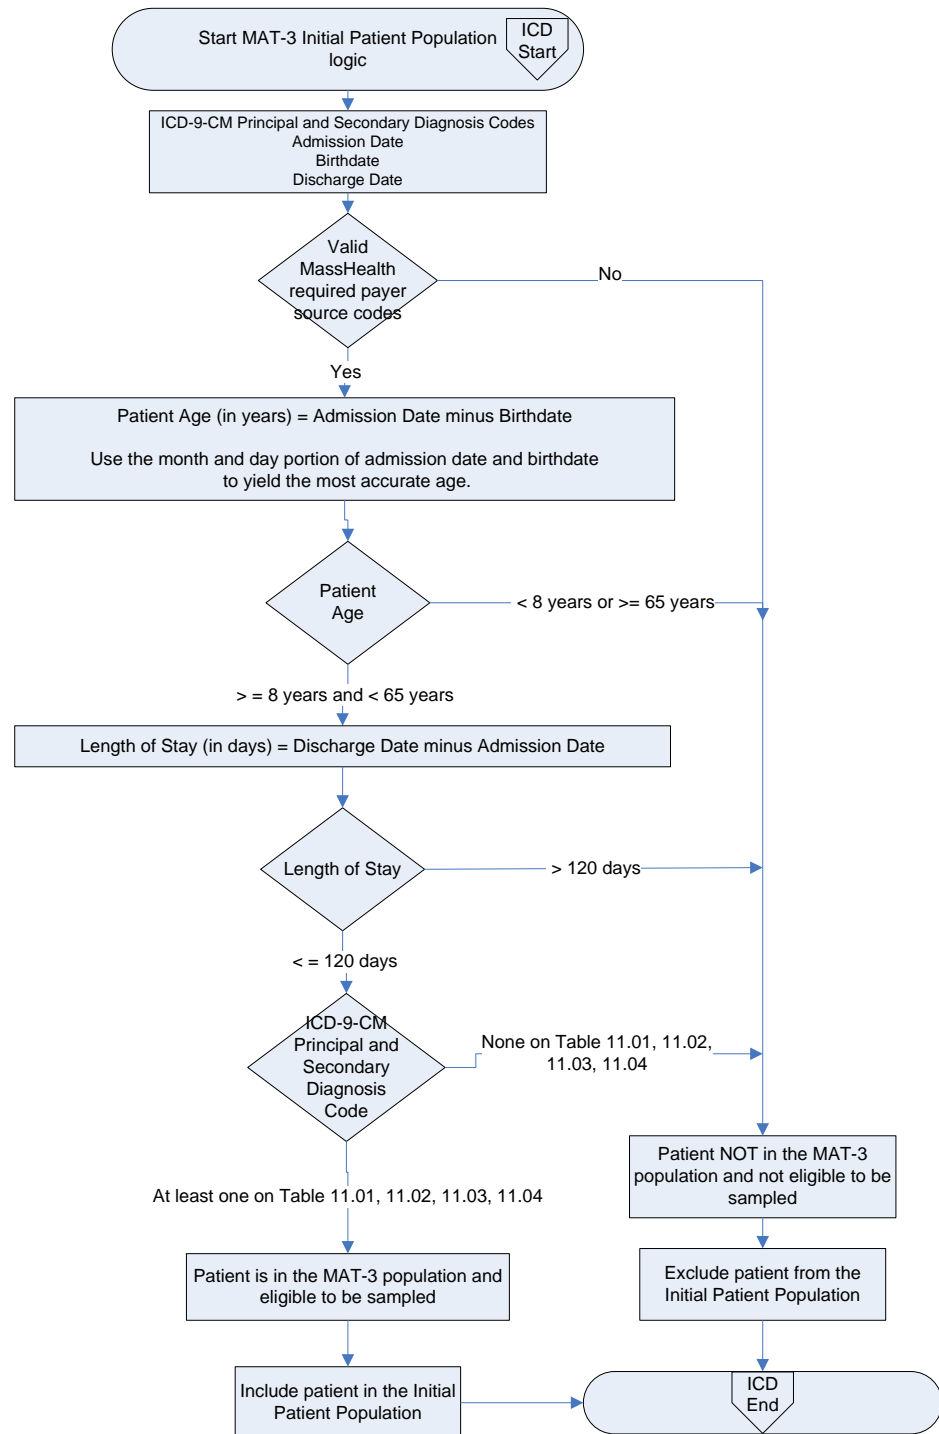 Start MAT-3 Initial Patient Population
logic
ICD
Start
ICD-9-CM Principal and Secondary Diagnosis Codes
Admission Date
Birthdate
Discharge Date
Valid
MassHealth
required payer
source codes
No
Yes
Patient Age (in years) = Admission Date minus Birthdate
Use the month and day portion of admission date and birthdate
to yield the most accurate age.
Patient
Age
< 8 years or >= 65 years
> = 8 years and < 65 years
Length of Stay (in days) = Discharge Date minus Admission Date
Length of Stay
> 120 days
< = 120 days
ICD-9-CM
Principal and
Secondary
Diagnosis
Code
None on Table 11.01, 11.02,
11.03, 11.04
At least one on Table 11.01, 11.02, 11.03, 11.04
Patient NOT in the MAT-3
population and not eligible to be
sampled
Patient is in the MAT-3 population and
eligible to be sampled
Exclude patient from the
Initial Patient Population
Include patient in the Initial
Patient Population
ICD
End